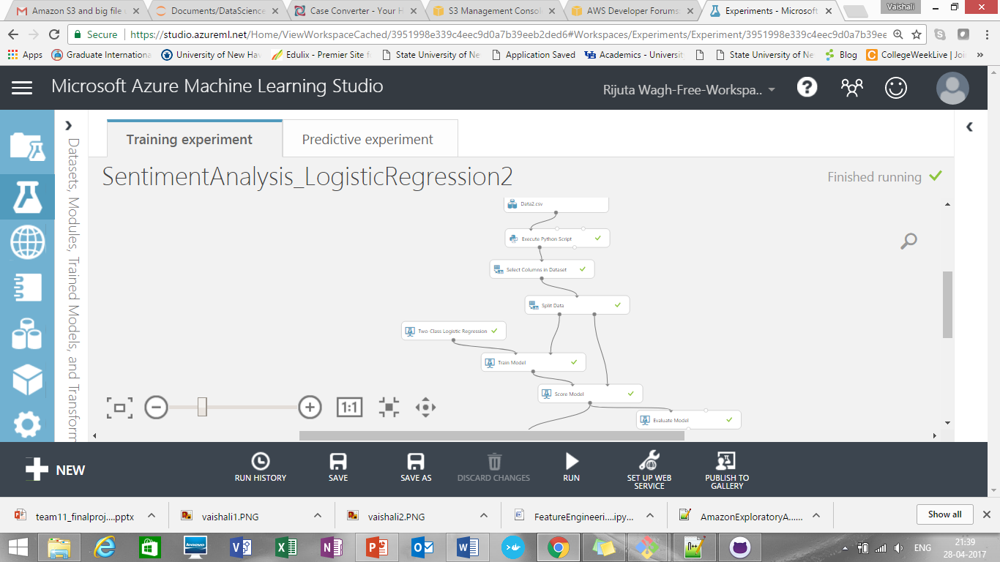 Amazon S3 and big file
Documents/DataScience
Case Converter - Your H
S3 Management Consol
AWS Developer Forums:
Experiments - Microsoft
Vaishali
Secure
https://studio.azureml.net/Home/ViewWorkspaceCached/3951998e339c4eec9d0a7b39eeb2ded6#Workspaces/Experiments/Experiment/3951998e339c4eec9d0a7b39ee
Apps
Graduate Internationa
University of New Hav
Edulix - Premier Site f
State University of Ne
Application Saved
Academics - Universit
State University of Ne
Blog
CollegeWeekLive | Joi
»
Microsoft Azure Machine Learning Studio
Rijuta Wagh-Free-Workspa..
?
Datasets, Modules, Trained Models, and Transform
Training experiment
Predictive experiment
SentimentAnalysis_LogisticRegression2
Finished running
Data2.csv
Execute Python Script
Select Columns in Dataset
Split Data
Two-Class Logistic Regression
Train Model
Score Model
Evaluate Model
1:1
NEW
RUN HISTORY
SAVE
SAVE AS
DISCARD CHANGES
RUN
SET UP WEB
SERVICE
PUBLISH TO
GALLERY
team11_finalproj....pptx
vaishali1.PNG
vaishali2.PNG
FeatureEngineeri....ipy...
AmazonExploratoryA......
Show all
lenovo
ENG
21:39
28-04-2017